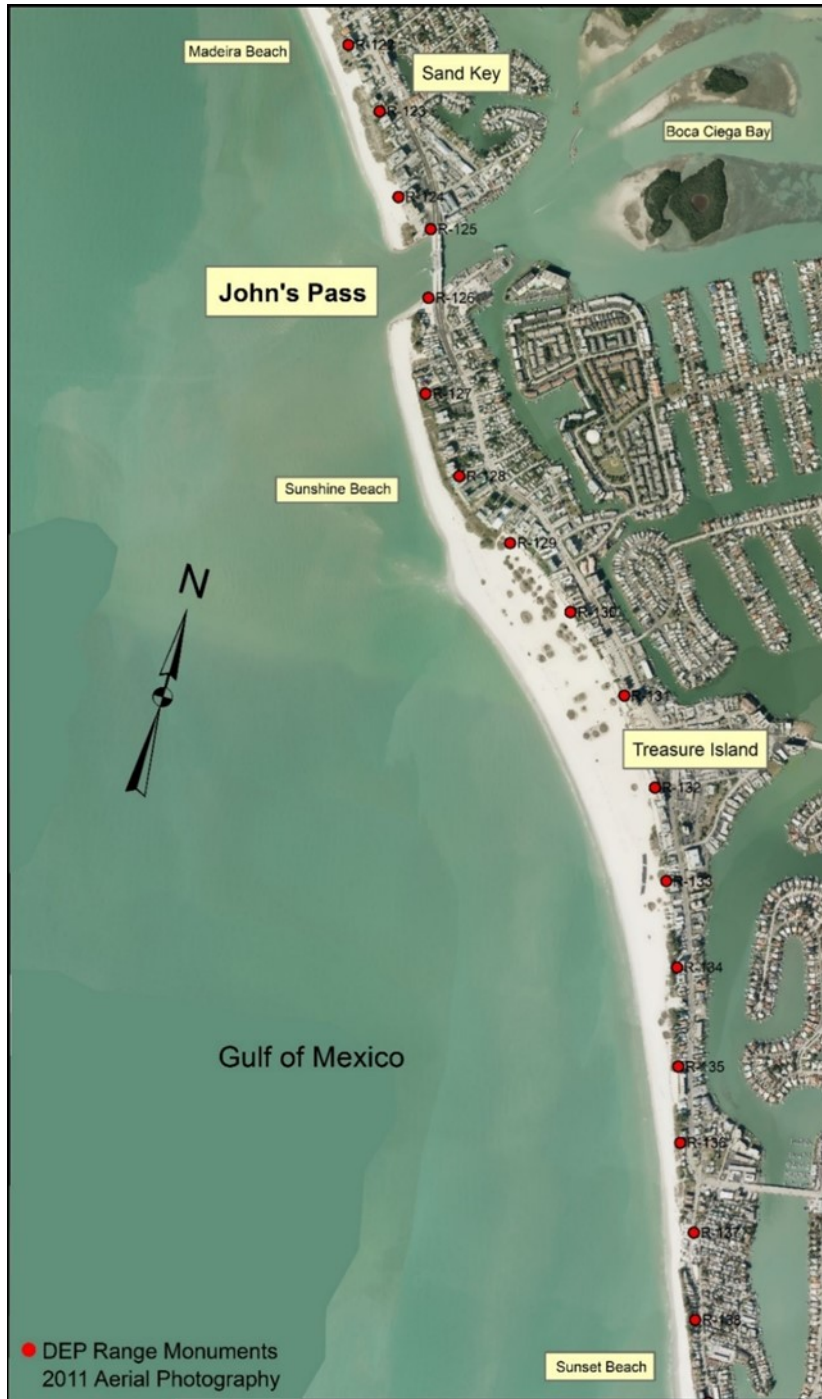 Madeira Beach
R-122
Sand Key
R-123
Boca Ciega Bay
R-124
R-125
John's Pass
R-126
R-127
R-128
Sunshine Beach
R-129
N
R-130
R-131
Treasure Island
R-132
R-133
R-134
Gulf of Mexico
R-135
R-136
R-137
R-138
DEP Range Monuments
2011 Aerial Photography
Sunset Beach